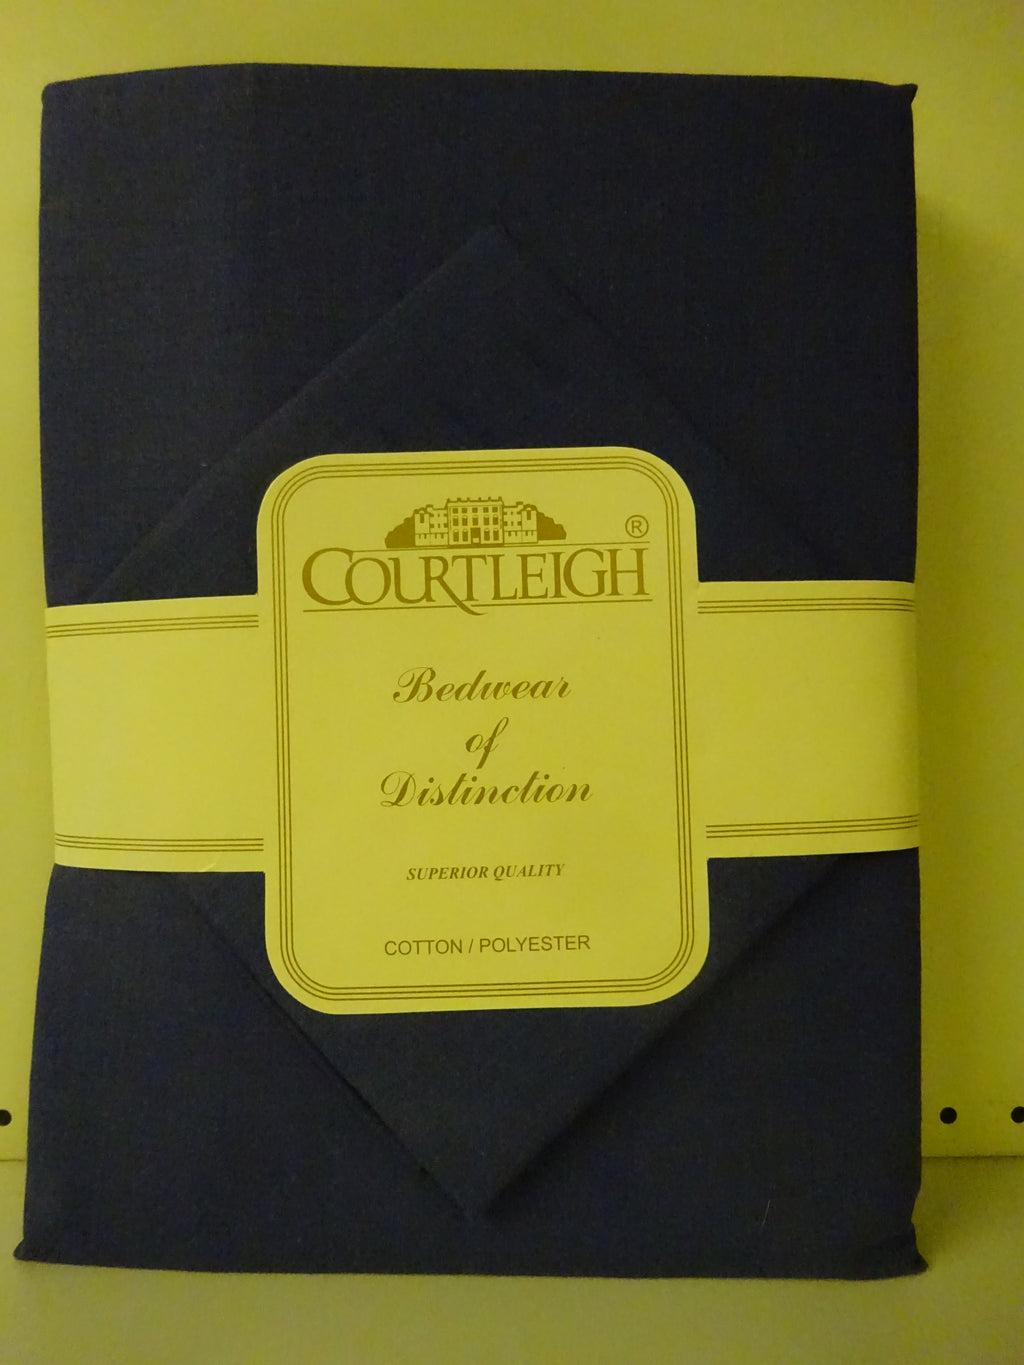 ®
COURTLEIGH
Bedwear
of
Distinction
SUPERIOR QUALITY
COTTON / POLYESTER